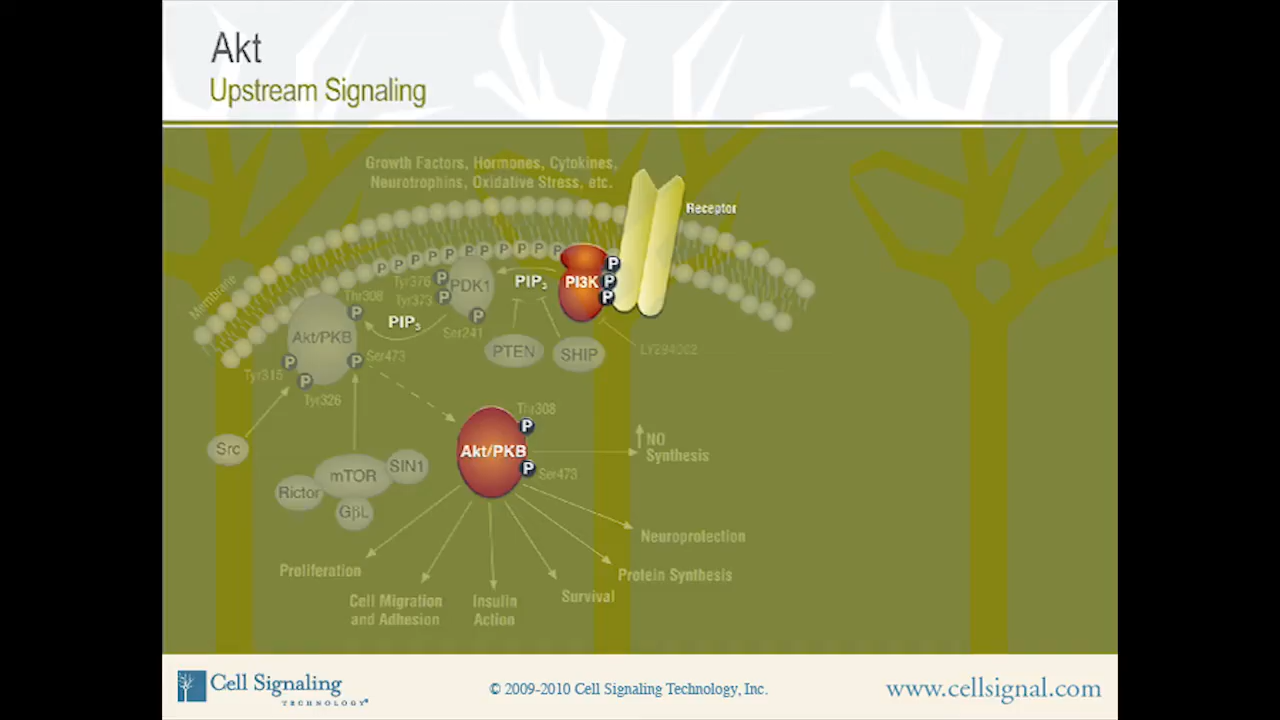 Akt
Upstream Signaling
Growth Factors, Hormones, Cytokines,
Neurotrophins, Oxidative Stress, etc.
Receptor
Membrane
P P P P P P P P P P P
PI3K
P
P
P
PIP3
PDK1
Tyr376
P
Tyr373
P
Ser241
P
PIP3
Thr308
P
Akt/PKB
Ser473
P
Tyr315
P
Tyr326
P
PTEN
SHIP
LY294002
Src
mTOR
SIN1
Rictor
GβL
Thr308
P
Akt/PKB
P
Ser473
NO
Synthesis
Neuroprolection
Protein Synthesis
Survival
Insulin
Action
Cell Migration
and Adhesion
Proliferation
Cell Signaling
TECHNOLOGY®
© 2009-2010 Cell Signaling Technology, Inc.
www.cellsignal.com